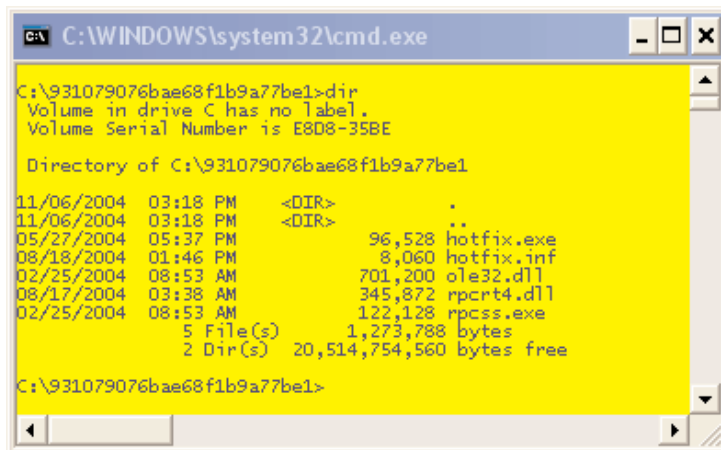 C:\WINDOWS\system32\cmd.exe
C:\931079076bae68f1b9a77be1>dir
Volume in drive C has no label.
Volume Serial Number is E8D8-35BE
Directory of C:\931079076bae68f1b9a77be1
11/06/2004 03:18 PM <DIR> .
11/06/2004 03:18 PM <DIR> ..
05/27/2004 05:37 PM 96,528 hotfix.exe
08/18/2004 01:46 PM 8,060 hotfix.inf
02/25/2004 08:53 AM 701,200 ole32.dll
08/17/2004 03:38 AM 345,872 rpcrt4.dll
02/25/2004 08:53 AM 122,128 rpcss.exe
5 File(s) 1,273,788 bytes
2 Dir(s) 20,514,754,560 bytes free
C:\931079076bae68f1b9a77be1>